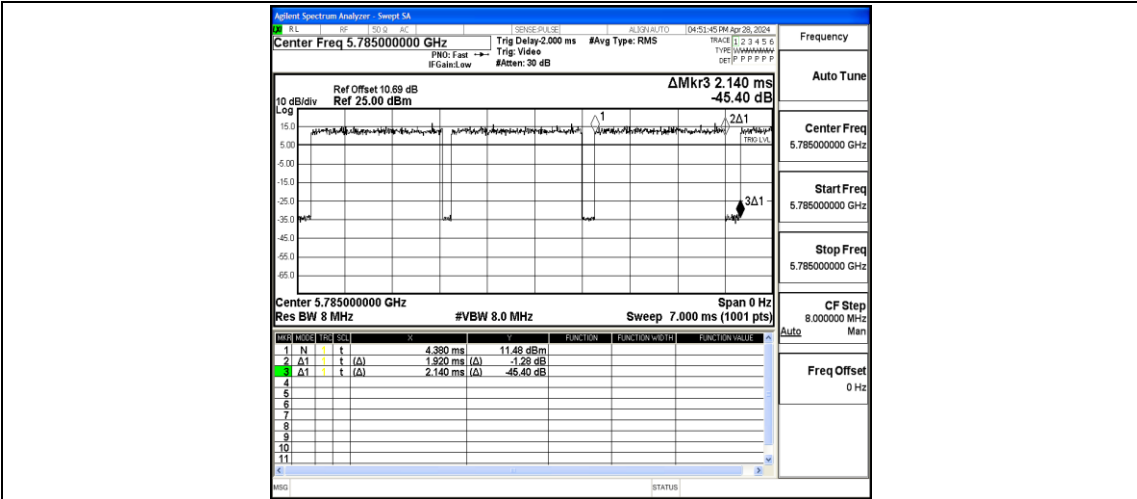 Agilent Spectrum Analyzer - Swept SA
RL RF 50 Ω AC SENSE:PULSE ALIGN AUTO 04:51:45 PM Apr 28, 2024
Center Freq 5.785000000 GHz Trig Delay-2.000 ms #Avg Type: RMS TRACE 1 2 3 4 5 6
PNO: Fast Trig: Video TYPE WWWWWW
IFGain:Low #Atten: 30 dB DET P P P P P P
ΔMkr3 2.140 ms
Ref Offset 10.69 dB
10 dB/div Ref 25.00 dBm -45.40 dB
Log
15.0
5.00
-5.00
-15.0
-25.0
-35.0
-45.0
-55.0
-65.0
1
2Δ1
TRIG LVL
3Δ1
Center 5.785000000 GHz Span 0 Hz
Res BW 8 MHz #VBW 8.0 MHz Sweep 7.000 ms (1001 pts)
MKR MODE TRC SCL X Y FUNCTION FUNCTION WIDTH FUNCTION VALUE
1 N 1 t 4.380 ms 11.48 dBm
2 Δ1 1 t (Δ) 1.920 ms (Δ) -1.28 dB
3 Δ1 1 t (Δ) 2.140 ms (Δ) -45.40 dB
4
5
6
7
8
9
10
11
MSG STATUS
Frequency
Auto Tune
Center Freq
5.785000000 GHz
Start Freq
5.785000000 GHz
Stop Freq
5.785000000 GHz
CF Step
8.000000 MHz
Auto Man
Freq Offset
0 Hz